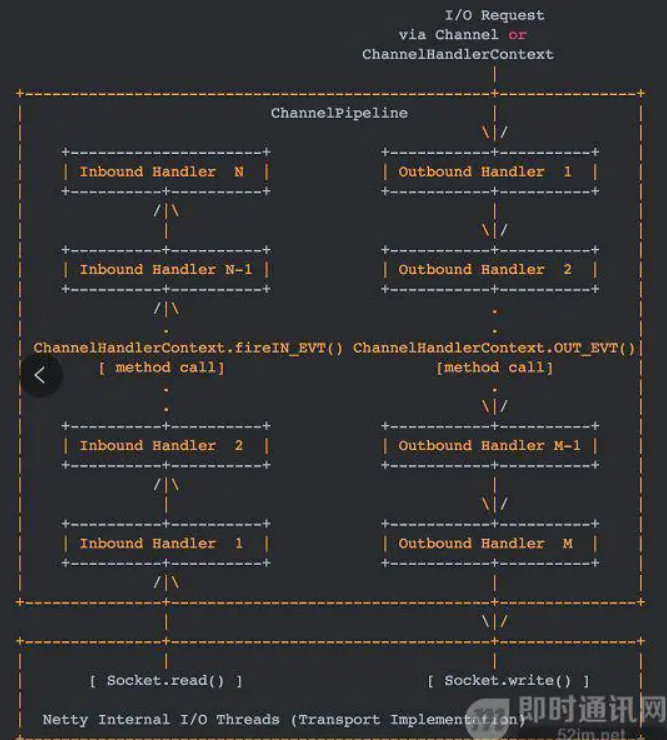 I/O Request
via Channel or
ChannelHandlerContext
ChannelPipeline
Inbound Handler N
Outbound Handler 1
Inbound Handler N-1
Outbound Handler 2
ChannelHandlerContext.fireIN_EVT() ChannelHandlerContext.OUT_EVT()
[ method call] [method call]
Inbound Handler 2
Outbound Handler M-1
Inbound Handler 1
Outbound Handler M
[ Socket.read() ] [ Socket.write() ]
Netty Internal I/O Threads (Transport Implementation)
即时通讯网
52im.net